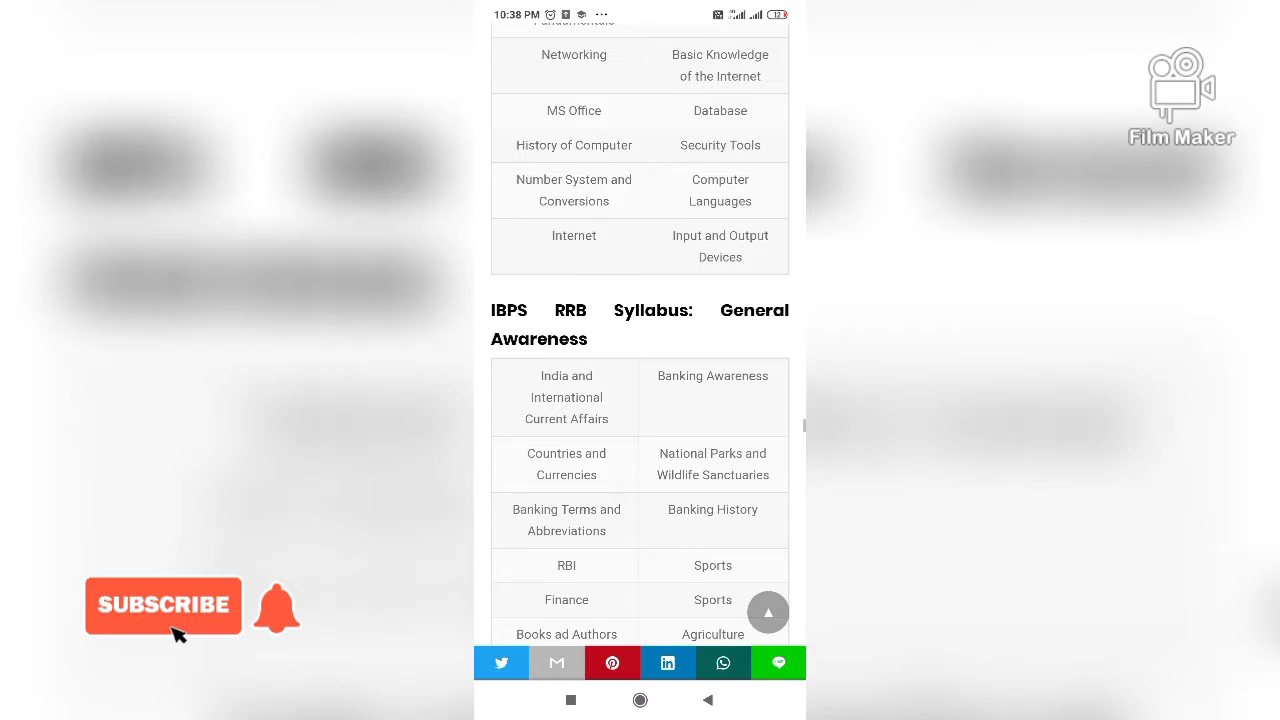 10:38 PM
12
Film Maker
Networking
Basic Knowledge
of the Internet
MS Office
Database
History of Computer
Security Tools
Number System and
Conversions
Computer
Languages
Internet
Input and Output
Devices
IBPS RRB Syllabus: General
Awareness
India and
International
Current Affairs
Banking Awareness
Countries and
Currencies
National Parks and
Wildlife Sanctuaries
Banking Terms and
Abbreviations
Banking History
RBI
Sports
Finance
Sports
Books ad Authors
Agriculture
SUBSCRIBE